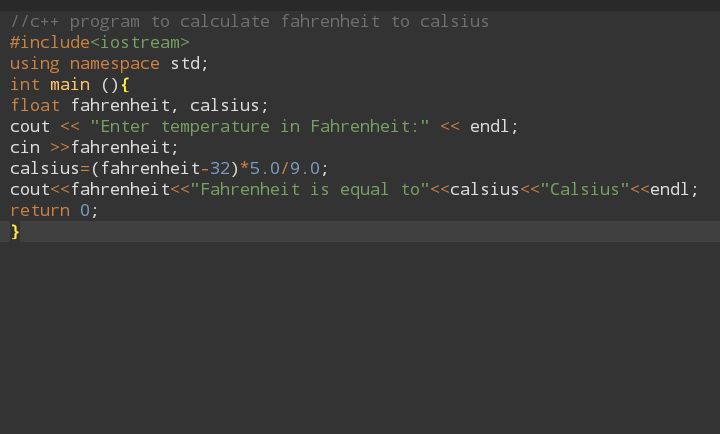 //c++ program to calculate fahrenheit to calsius
#include<iostream>
using namespace std;
int main (){
float fahrenheit, calsius;
cout << "Enter temperature in Fahrenheit:" << endl;
cin >>fahrenheit;
calsius=(fahrenheit-32)*5.0/9.0;
cout<<fahrenheit<<"Fahrenheit is equal to"<<calsius<<"Calsius"<<endl;
return 0;
}